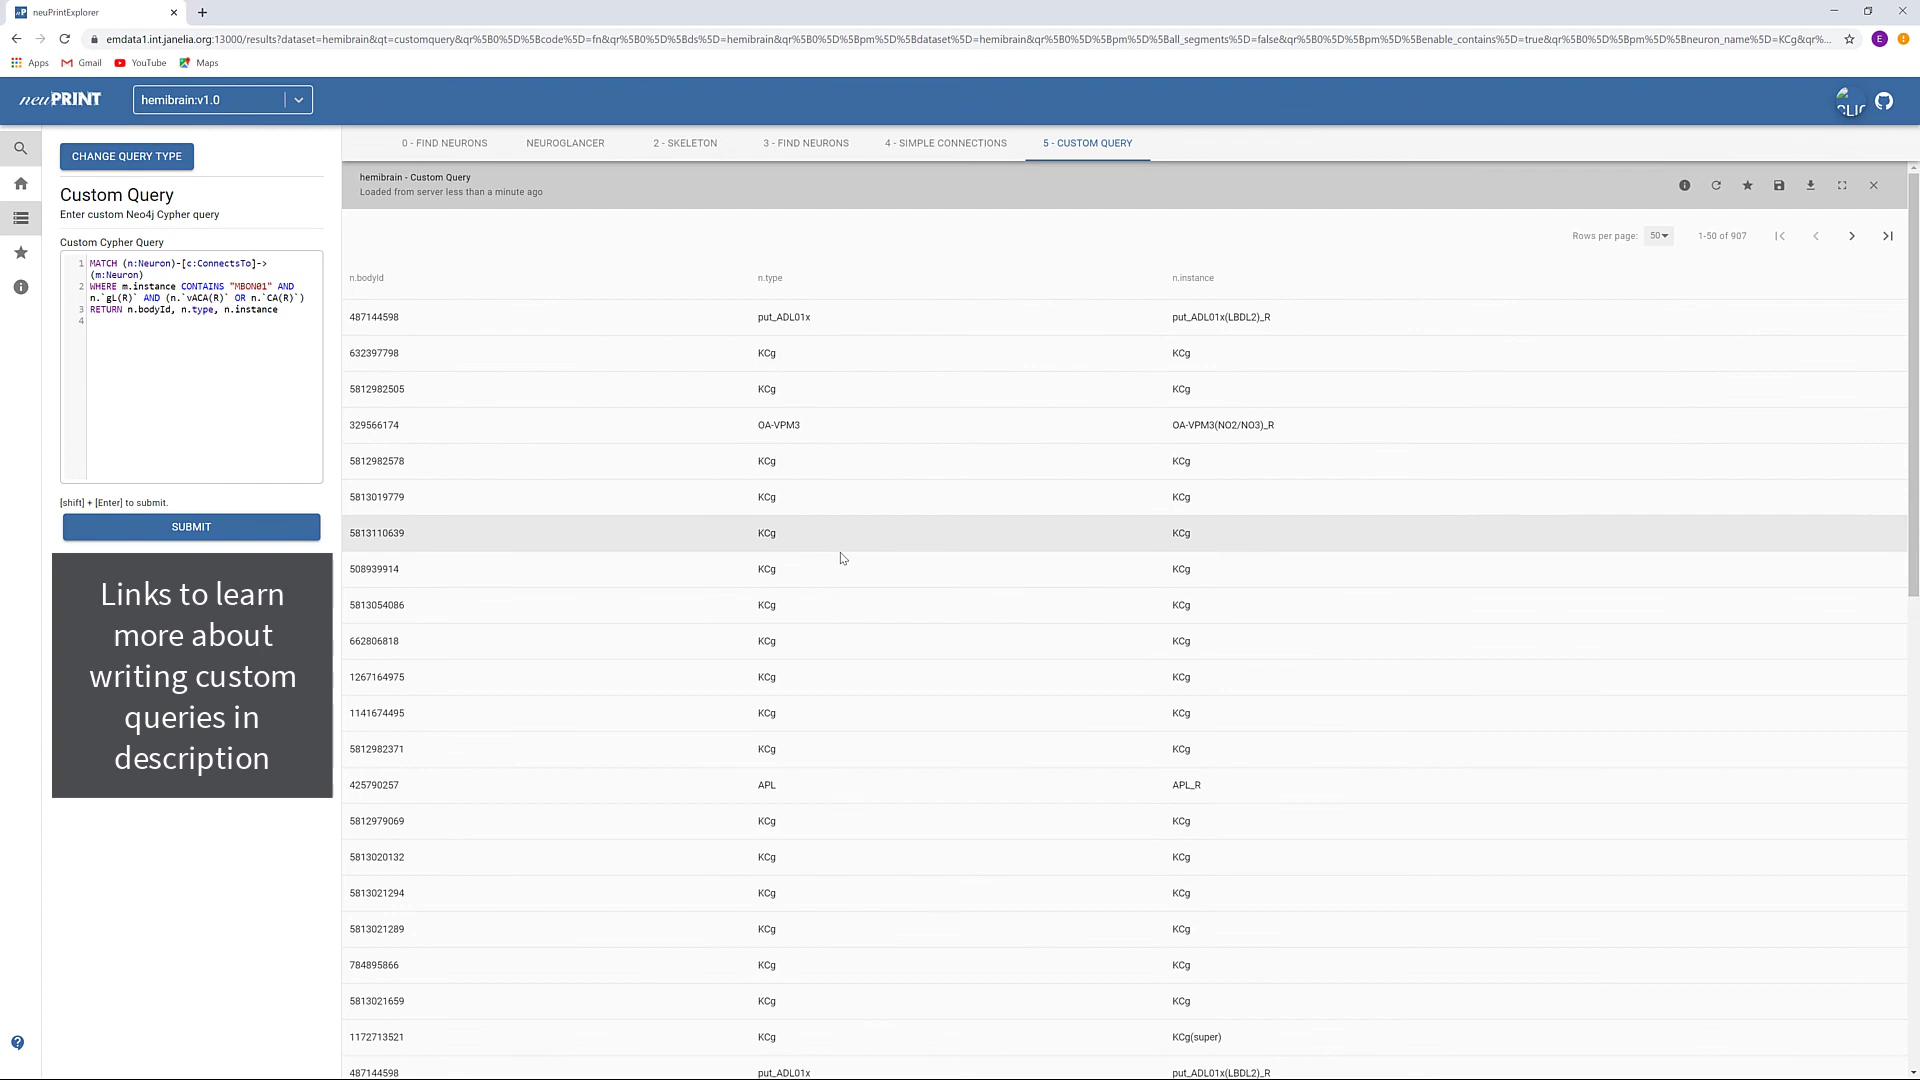 neuPrintExplorer
emdata1.int.janelia.org:13000/results?dataset=hemibrain&qt=customquery&qr%5B0%5D%5Bcode%5D=fn&qr%5B0%5D%5Bds%5D=hemibrain&qr%5B0%5D%5Bpm%5D%5Bdataset%5D=hemibrain&qr%5B0%5D%5Bpm%5D%5Ball_segments%5D=false&qr%5B0%5D%5Bpm%5D%5Benable_contains%5D=true&qr%5B0%5D%5Bpm%5D%5Bneuron_name%5D=KCg&qr%...
E
Apps Gmail YouTube Maps
neuPRINT hemibrain:v1.0
CHANGE QUERY TYPE
Custom Query
Enter custom Neo4j Cypher query
Custom Cypher Query
1 MATCH (n:Neuron)-[c:ConnectsTo]->
(m:Neuron)
2 WHERE m.instance CONTAINS "MBON01" AND
n.`gL(R)` AND (n.`vACA(R)` OR n.`CA(R)`)
3 RETURN n.bodyId, n.type, n.instance
4
[shift] + [Enter] to submit.
SUBMIT
Links to learn
more about
writing custom
queries in
description
0 - FIND NEURONS NEUROGLANCER 2 - SKELETON 3 - FIND NEURONS 4 - SIMPLE CONNECTIONS 5 - CUSTOM QUERY
hemibrain - Custom Query
Loaded from server less than a minute ago
Rows per page: 50 1-50 of 907
n.bodyId n.type n.instance
487144598 put_ADL01x put_ADL01x(LBDL2)_R
632397798 KCg KCg
5812982505 KCg KCg
329566174 OA-VPM3 OA-VPM3(NO2/NO3)_R
5812982578 KCg KCg
5813019779 KCg KCg
5813110639 KCg KCg
508939914 KCg KCg
5813054086 KCg KCg
662806818 KCg KCg
1267164975 KCg KCg
1141674495 KCg KCg
5812982371 KCg KCg
425790257 APL APL_R
5812979069 KCg KCg
5813020132 KCg KCg
5813021294 KCg KCg
5813021289 KCg KCg
784895866 KCg KCg
5813021659 KCg KCg
1172713521 KCg KCg(super)
487144598 put_ADL01x put_ADL01x(LBDL2)_R